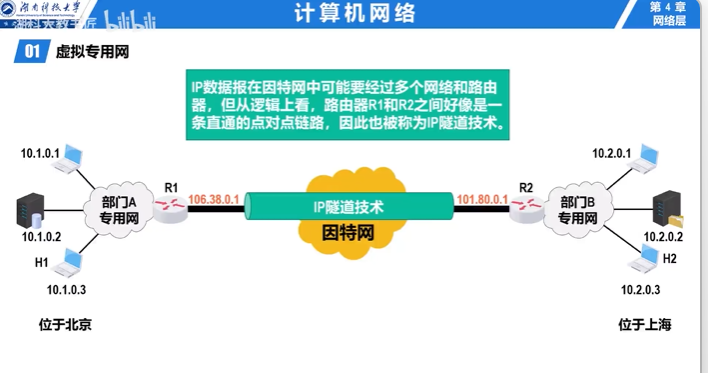 湖南科技大学
计算机网络
第 4 章
网络层
bilibili
01 虚拟专用网
IP数据报在因特网中可能要经过多个网络和路由
器，但从逻辑上看，路由器R1和R2之间好像是一
条直通的点对点链路，因此也被称为IP隧道技术。
10.1.0.1
10.2.0.1
R1
R2
部门A
专用网
106.38.0.1
IP隧道技术
101.80.0.1
部门B
专用网
因特网
10.1.0.2
10.2.0.2
H1
H2
10.1.0.3
10.2.0.3
位于北京
位于上海